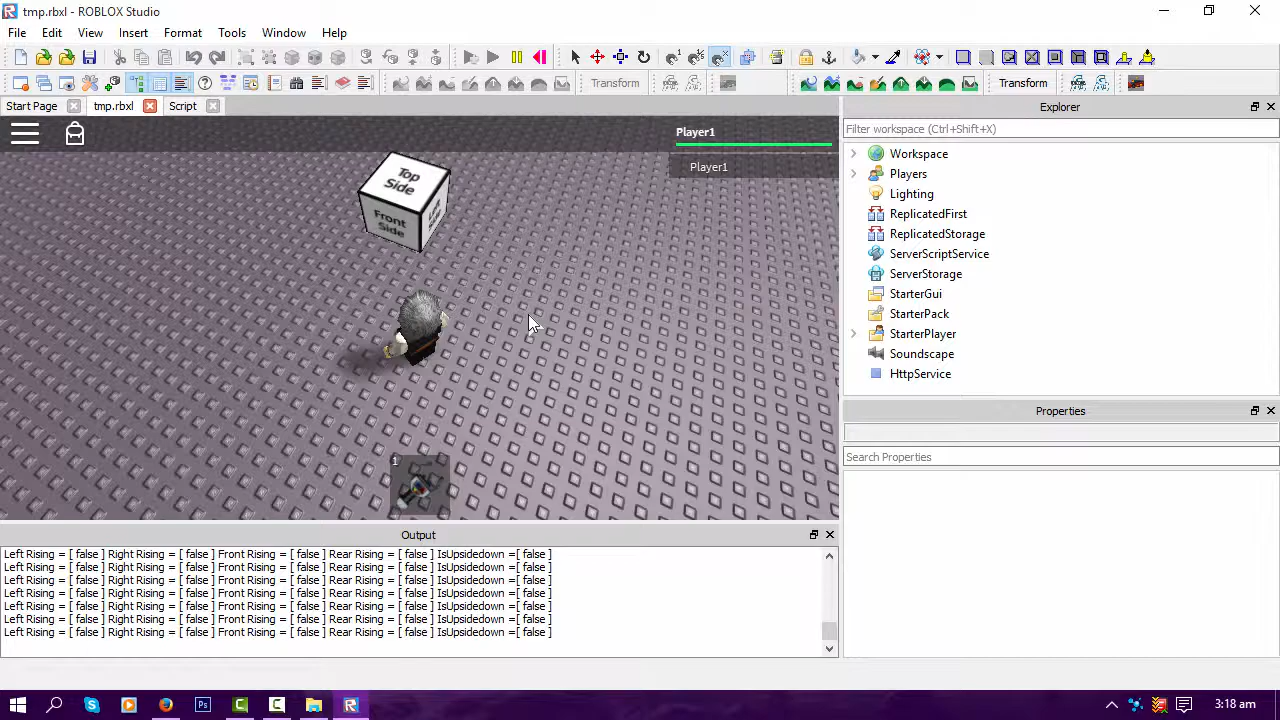 tmp.rbxl - ROBLOX Studio
File Edit View Insert Format Tools Window Help
Transform Transform
Start Page tmp.rbxl Script
Explorer
Filter workspace (Ctrl+Shift+X)
Workspace
Players
Lighting
ReplicatedFirst
ReplicatedStorage
ServerScriptService
ServerStorage
StarterGui
StarterPack
StarterPlayer
Soundscape
HttpService
Player1
Player1
Top
Side
Front
Side
1
Properties
Search Properties
Output
Left Rising = [ false ] Right Rising = [ false ] Front Rising = [ false ] Rear Rising = [ false ] IsUpsidedown =[ false ]
Left Rising = [ false ] Right Rising = [ false ] Front Rising = [ false ] Rear Rising = [ false ] IsUpsidedown =[ false ]
Left Rising = [ false ] Right Rising = [ false ] Front Rising = [ false ] Rear Rising = [ false ] IsUpsidedown =[ false ]
Left Rising = [ false ] Right Rising = [ false ] Front Rising = [ false ] Rear Rising = [ false ] IsUpsidedown =[ false ]
Left Rising = [ false ] Right Rising = [ false ] Front Rising = [ false ] Rear Rising = [ false ] IsUpsidedown =[ false ]
Left Rising = [ false ] Right Rising = [ false ] Front Rising = [ false ] Rear Rising = [ false ] IsUpsidedown =[ false ]
Left Rising = [ false ] Right Rising = [ false ] Front Rising = [ false ] Rear Rising = [ false ] IsUpsidedown =[ false ]
3:18 am